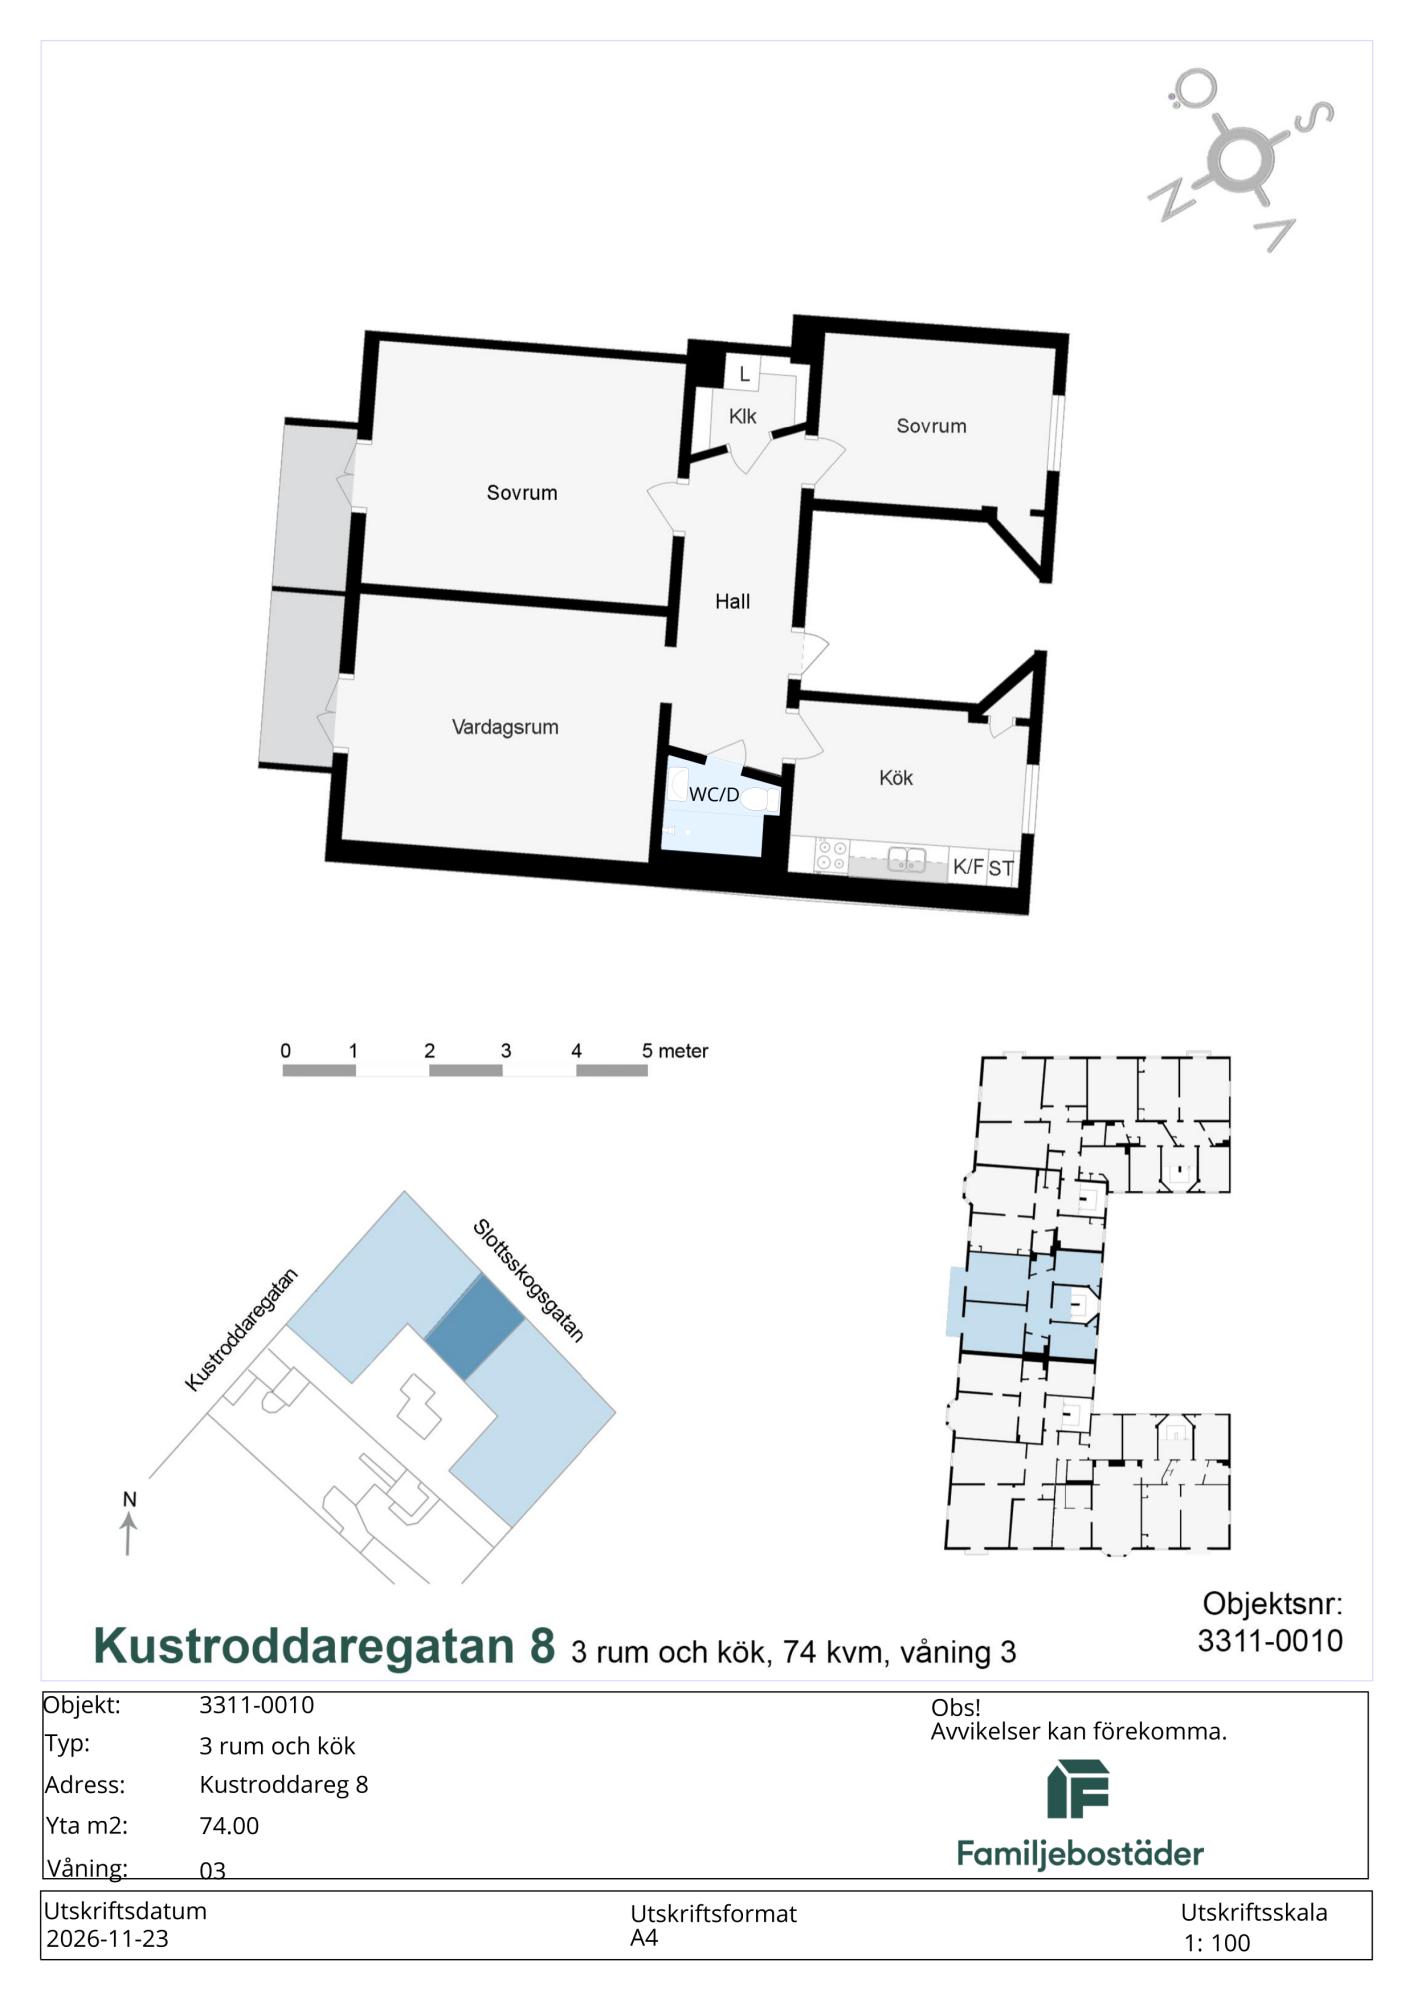 Ö
S
N
V
L
Klk
Sovrum
Sovrum
Hall
Vardagsrum
WC/D
Kök
K/F ST
0 1 2 3 4 5 meter
Slottsskogsgatan
Kustroddaregatan
N
Objektsnr:
3311-0010
Kustroddaregatan 8 3 rum och kök, 74 kvm, våning 3
Objekt: 3311-0010
Typ: 3 rum och kök
Adress: Kustroddareg 8
Yta m2: 74.00
Våning: 03
Obs!
Avvikelser kan förekomma.
Familjebostäder
Utskriftsdatum
2026-11-23
Utskriftsformat
A4
Utskriftsskala
1: 100